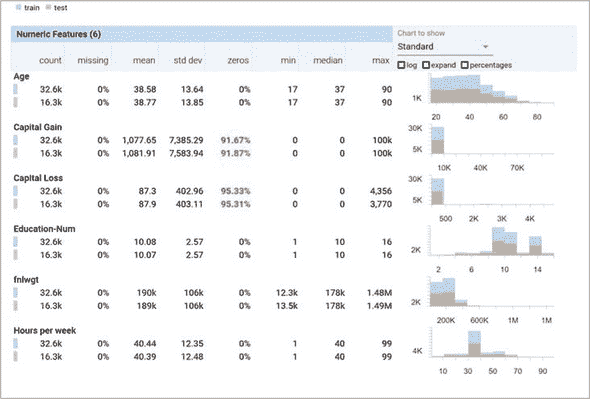 train test
Numeric Features (6)
Chart to show
Standard
count missing mean std dev zeros min median max
log expand percentages
Age
32.6k 0% 38.58 13.64 0% 17 37 90
16.3k 0% 38.77 13.85 0% 17 37 90
1K
20 40 60 80
Capital Gain
32.6k 0% 1,077.65 7,385.29 91.67% 0 0 100k
16.3k 0% 1,081.91 7,583.94 91.87% 0 0 100k
30K
5K
10K 40K 70K
Capital Loss
32.6k 0% 87.3 402.96 95.33% 0 0 4,356
16.3k 0% 87.9 403.11 95.31% 0 0 3,770
30K
5K
500 2K 3K 4K
Education-Num
32.6k 0% 10.08 2.57 0% 1 10 16
16.3k 0% 10.07 2.57 0% 1 10 16
2K
2 6 10 14
fnlwgt
32.6k 0% 190k 106k 0% 12.3k 178k 1.48M
16.3k 0% 189k 106k 0% 13.5k 178k 1.49M
2K
200K 600K 1M 1M
Hours per week
32.6k 0% 40.44 12.35 0% 1 40 99
16.3k 0% 40.39 12.48 0% 1 40 99
4K
10 30 50 70 90